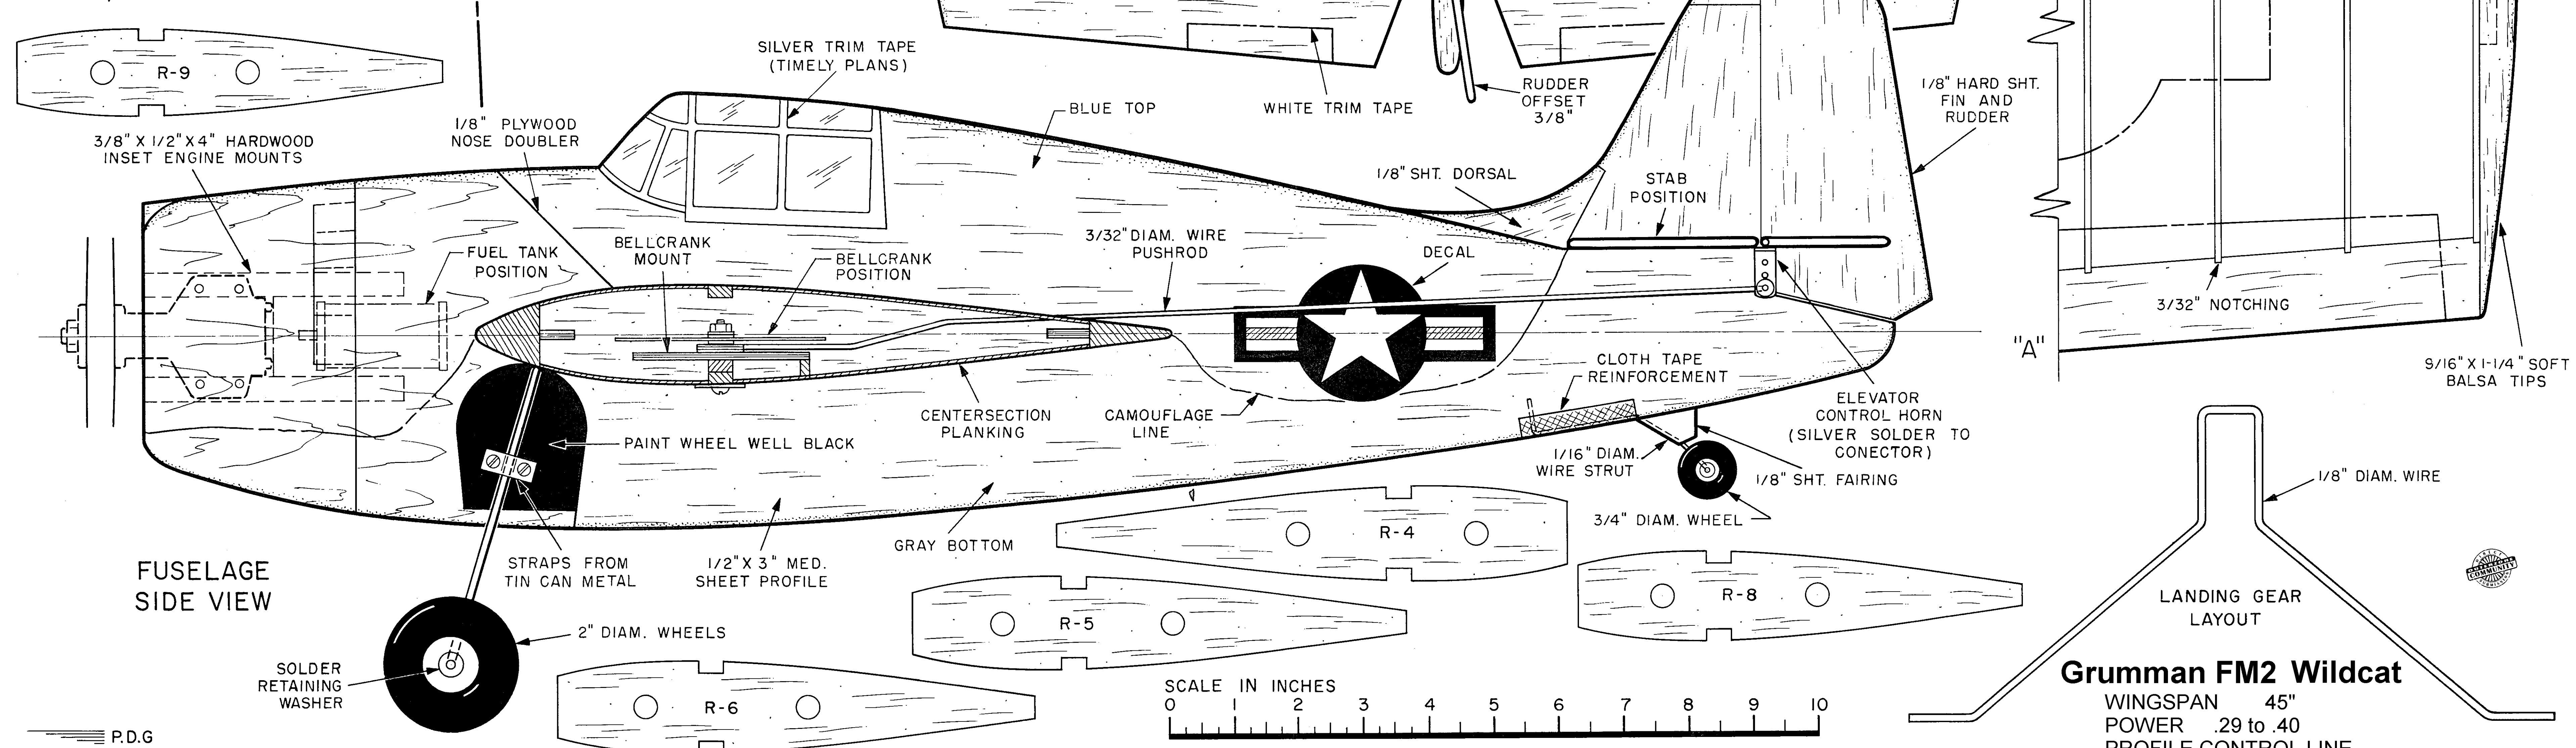 R-9
3/8" X 1/2" X 4" HARDWOOD
INSET ENGINE MOUNTS
1/8" PLYWOOD
NOSE DOUBLER
SILVER TRIM TAPE
(TIMELY PLANS)
BLUE TOP
WHITE TRIM TAPE
RUDDER
OFFSET
3/8"
1/8" HARD SHT.
FIN AND
RUDDER
1/8" SHT. DORSAL
STAB
POSITION
FUEL TANK
POSITION
BELLCRANK
MOUNT
BELLCRANK
POSITION
3/32" DIAM. WIRE
PUSHROD
DECAL
3/32" NOTCHING
"A"
9/16" X 1-1/4" SOFT
BALSA TIPS
CLOTH TAPE
REINFORCEMENT
ELEVATOR
CONTROL HORN
(SILVER SOLDER TO
CONECTOR)
CENTERSECTION
PLANKING
CAMOUFLAGE
LINE
PAINT WHEEL WELL BLACK
1/16" DIAM.
WIRE STRUT
1/8" SHT. FAIRING
3/4" DIAM. WHEEL
1/8" DIAM. WIRE
GRAY BOTTOM
R-4
STRAPS FROM
TIN CAN METAL
1/2" X 3" MED.
SHEET PROFILE
FUSELAGE
SIDE VIEW
R-8
R-5
LANDING GEAR
LAYOUT
COMMUNITY
2" DIAM. WHEELS
SOLDER
RETAINING
WASHER
R-6
SCALE IN INCHES
0 1 2 3 4 5 6 7 8 9 10
Grumman FM2 Wildcat
WINGSPAN 45"
POWER .29 to .40
PROFILE CONTROL LINE
P.D.G